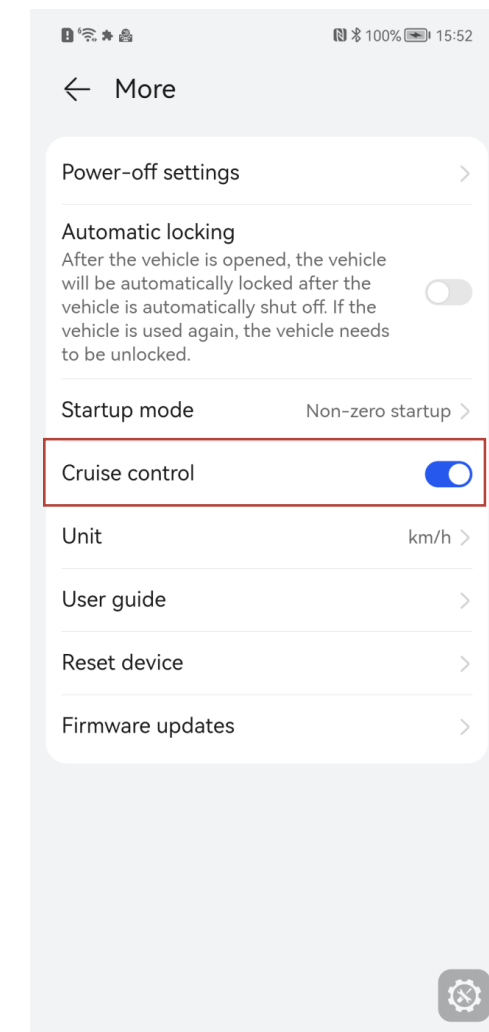 100% 15:52
More
Power-off settings
Automatic locking
After the vehicle is opened, the vehicle
will be automatically locked after the
vehicle is automatically shut off. If the
vehicle is used again, the vehicle needs
to be unlocked.
Startup mode Non-zero startup
Cruise control
Unit km/h
User guide
Reset device
Firmware updates